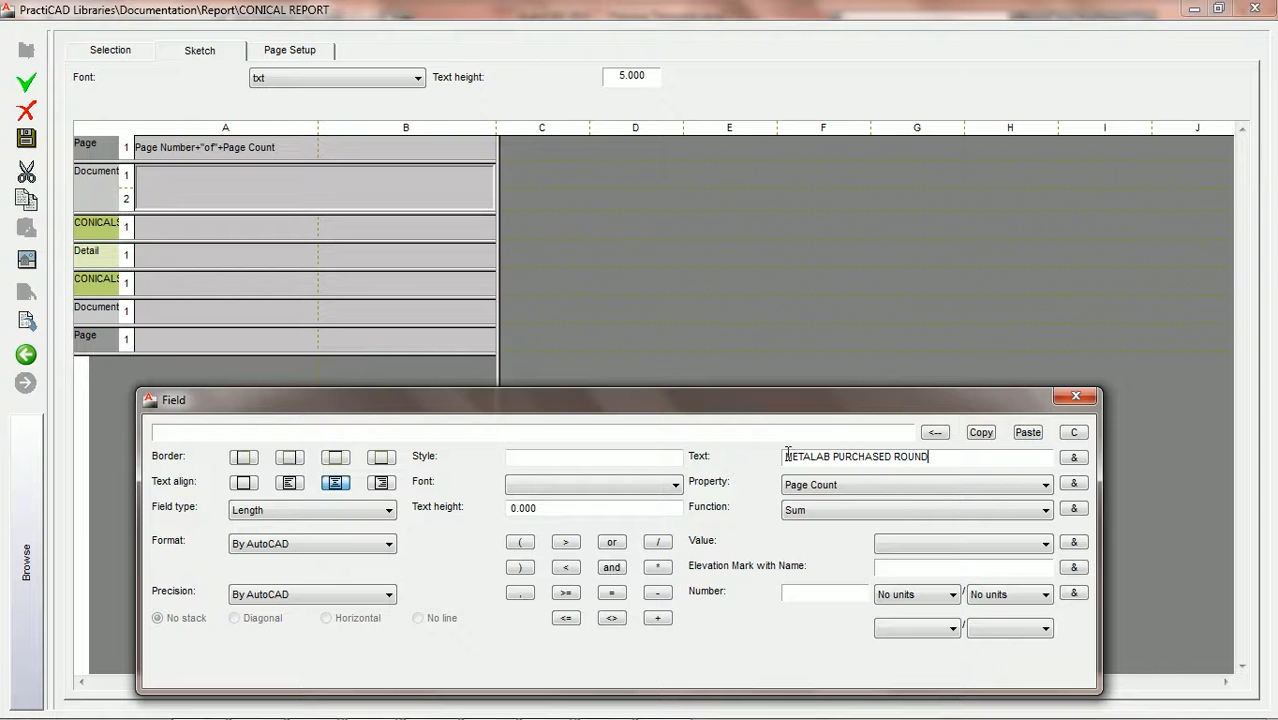 PractiCAD Libraries\Documentation\Report\CONICAL REPORT
Selection Sketch Page Setup
Font: txt Text height: 5.000
A B C D E F G H I J
Page 1 Page Number+"of"+Page Count
Document 1
2
CONICALS 1
Detail 1
CONICALS 1
Document 1
Page 1
Browse
Field
<-- Copy Paste C
Border: Style: Text: METALAB PURCHASED ROUND &
Text align: Font: Property: Page Count &
Field type: Length Text height: 0.000 Function: Sum &
Format: By AutoCAD ( > or / Value: &
) < and * Elevation Mark with Name: &
Precision: By AutoCAD , >= = - Number: No units / No units &
No stack Diagonal Horizontal No line <= <> + /